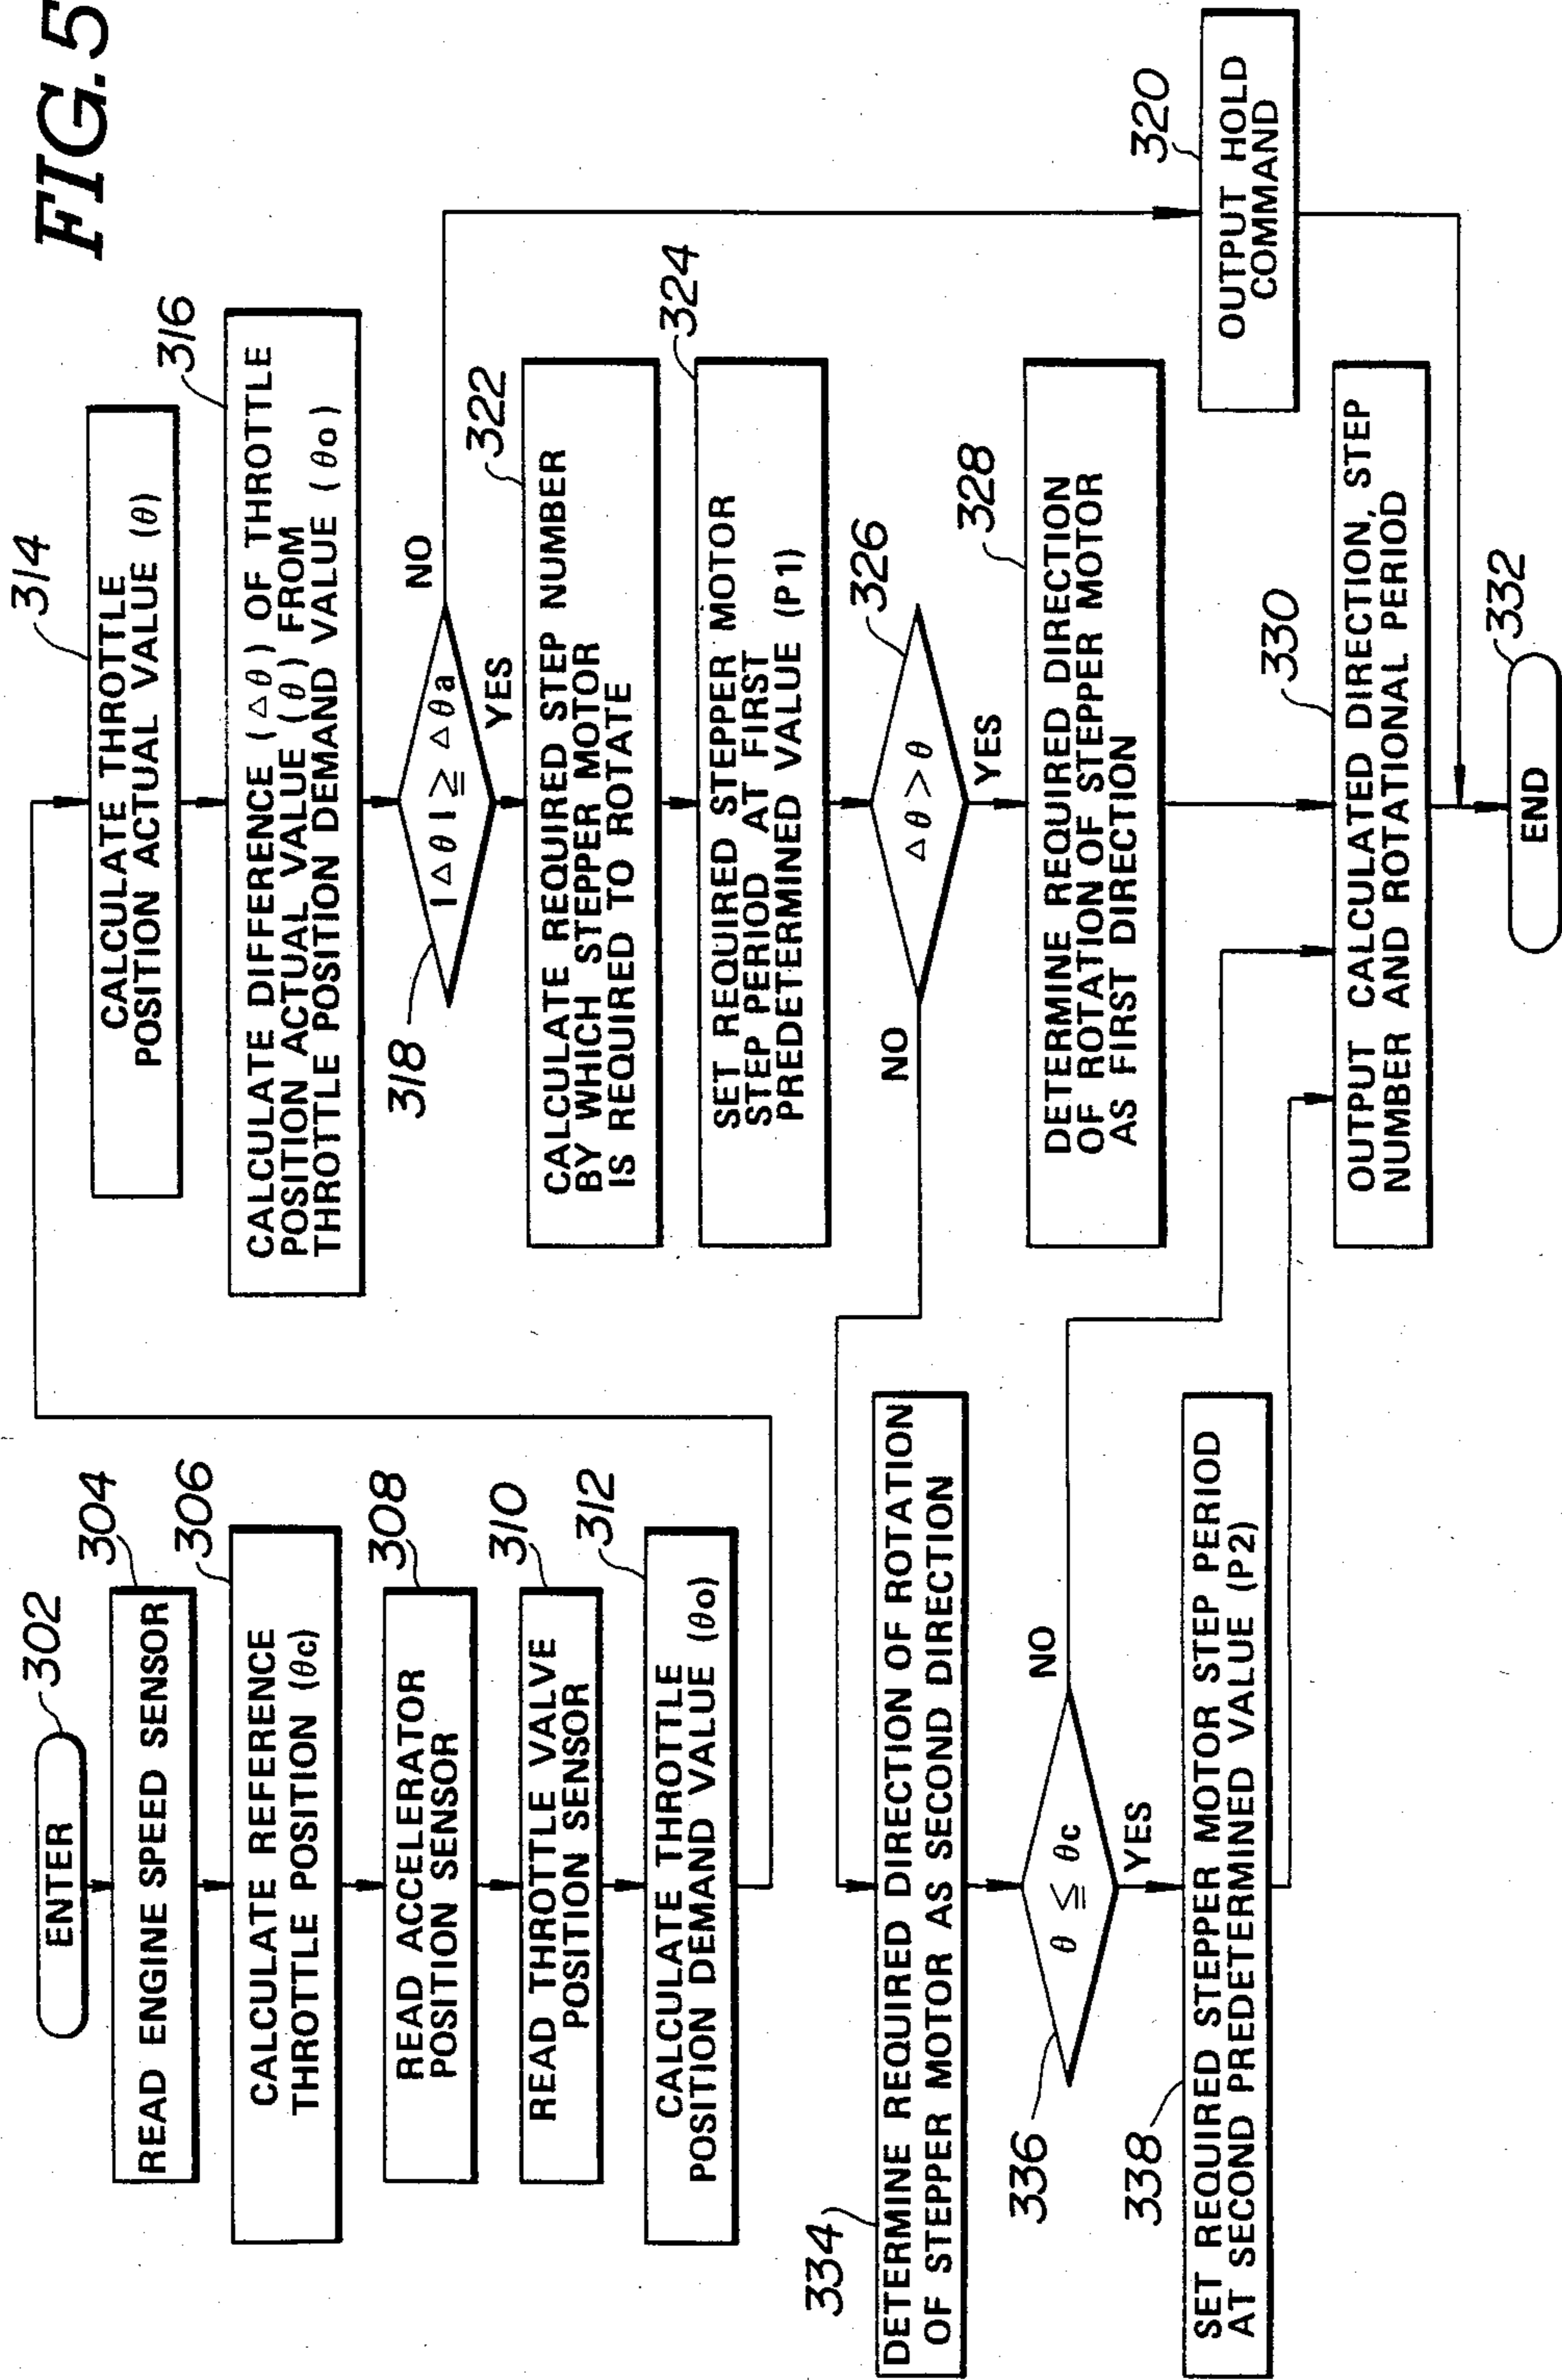 FIG.5
302
ENTER
304
READ ENGINE SPEED SENSOR
306
CALCULATE REFERENCE
THROTTLE POSITION (θc)
308
READ ACCELERATOR
POSITION SENSOR
310
READ THROTTLE VALVE
POSITION SENSOR
312
CALCULATE THROTTLE
POSITION DEMAND VALUE (θo)
314
CALCULATE THROTTLE
POSITION ACTUAL VALUE (θ)
316
CALCULATE DIFFERENCE (△θ) OF THROTTLE
POSITION ACTUAL VALUE (θ) FROM
THROTTLE POSITION DEMAND VALUE (θo)
318
|△θ| ≧ △θa
NO
YES
322
CALCULATE REQUIRED STEP NUMBER
BY WHICH STEPPER MOTOR
IS REQUIRED TO ROTATE
324
SET REQUIRED STEPPER MOTOR
STEP PERIOD AT FIRST
PREDETERMINED VALUE (P1)
326
△θ > θ
NO
YES
328
DETERMINE REQUIRED DIRECTION
OF ROTATION OF STEPPER MOTOR
AS FIRST DIRECTION
320
OUTPUT HOLD
COMMAND
330
OUTPUT CALCULATED DIRECTION, STEP
NUMBER AND ROTATIONAL PERIOD
332
END
334
DETERMINE REQUIRED DIRECTION OF ROTATION
OF STEPPER MOTOR AS SECOND DIRECTION
336
θ ≦ θc
NO
YES
338
SET REQUIRED STEPPER MOTOR STEP PERIOD
AT SECOND PREDETERMINED VALUE (P2)